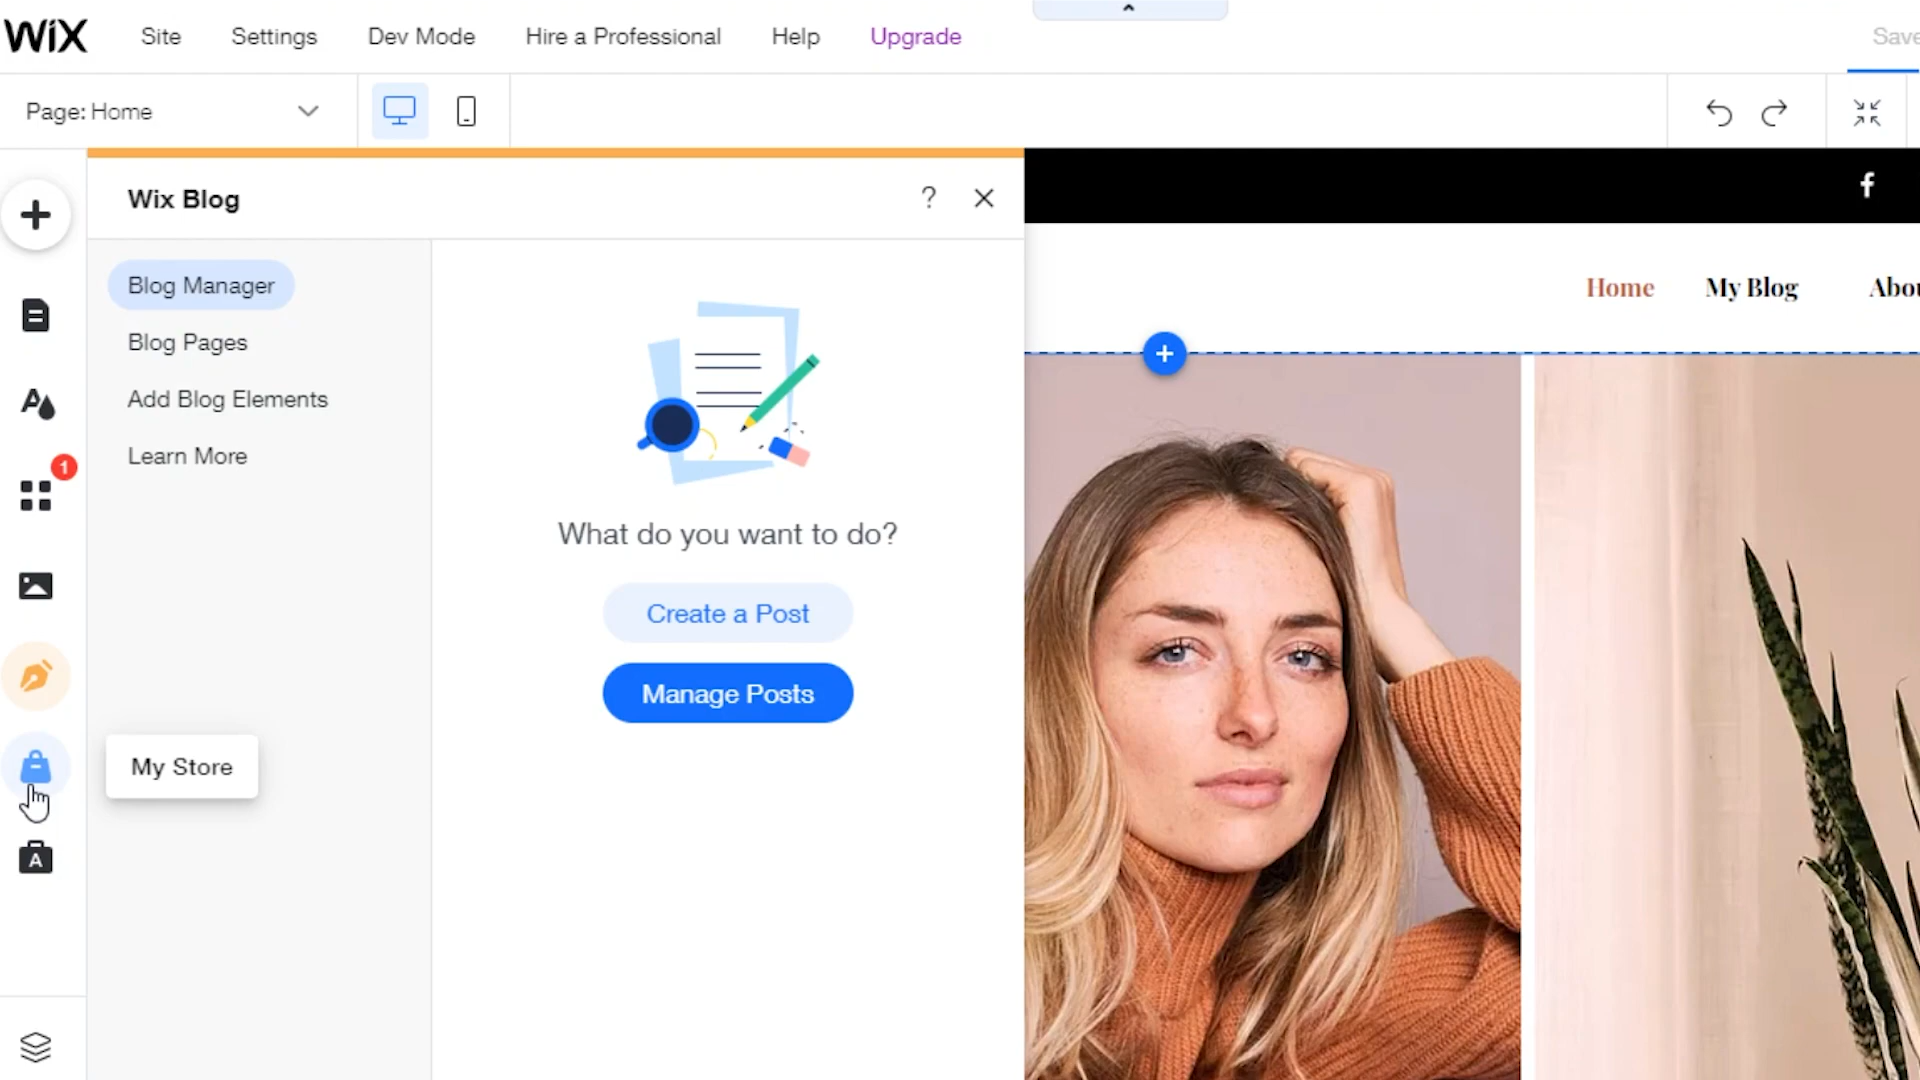 WiX Site Settings Dev Mode Hire a Professional Help Upgrade Save
Page: Home
Wix Blog ?
f
Blog Manager
Home My Blog Abou
Blog Pages
Add Blog Elements
Learn More
1
What do you want to do?
Create a Post
Manage Posts
My Store
A